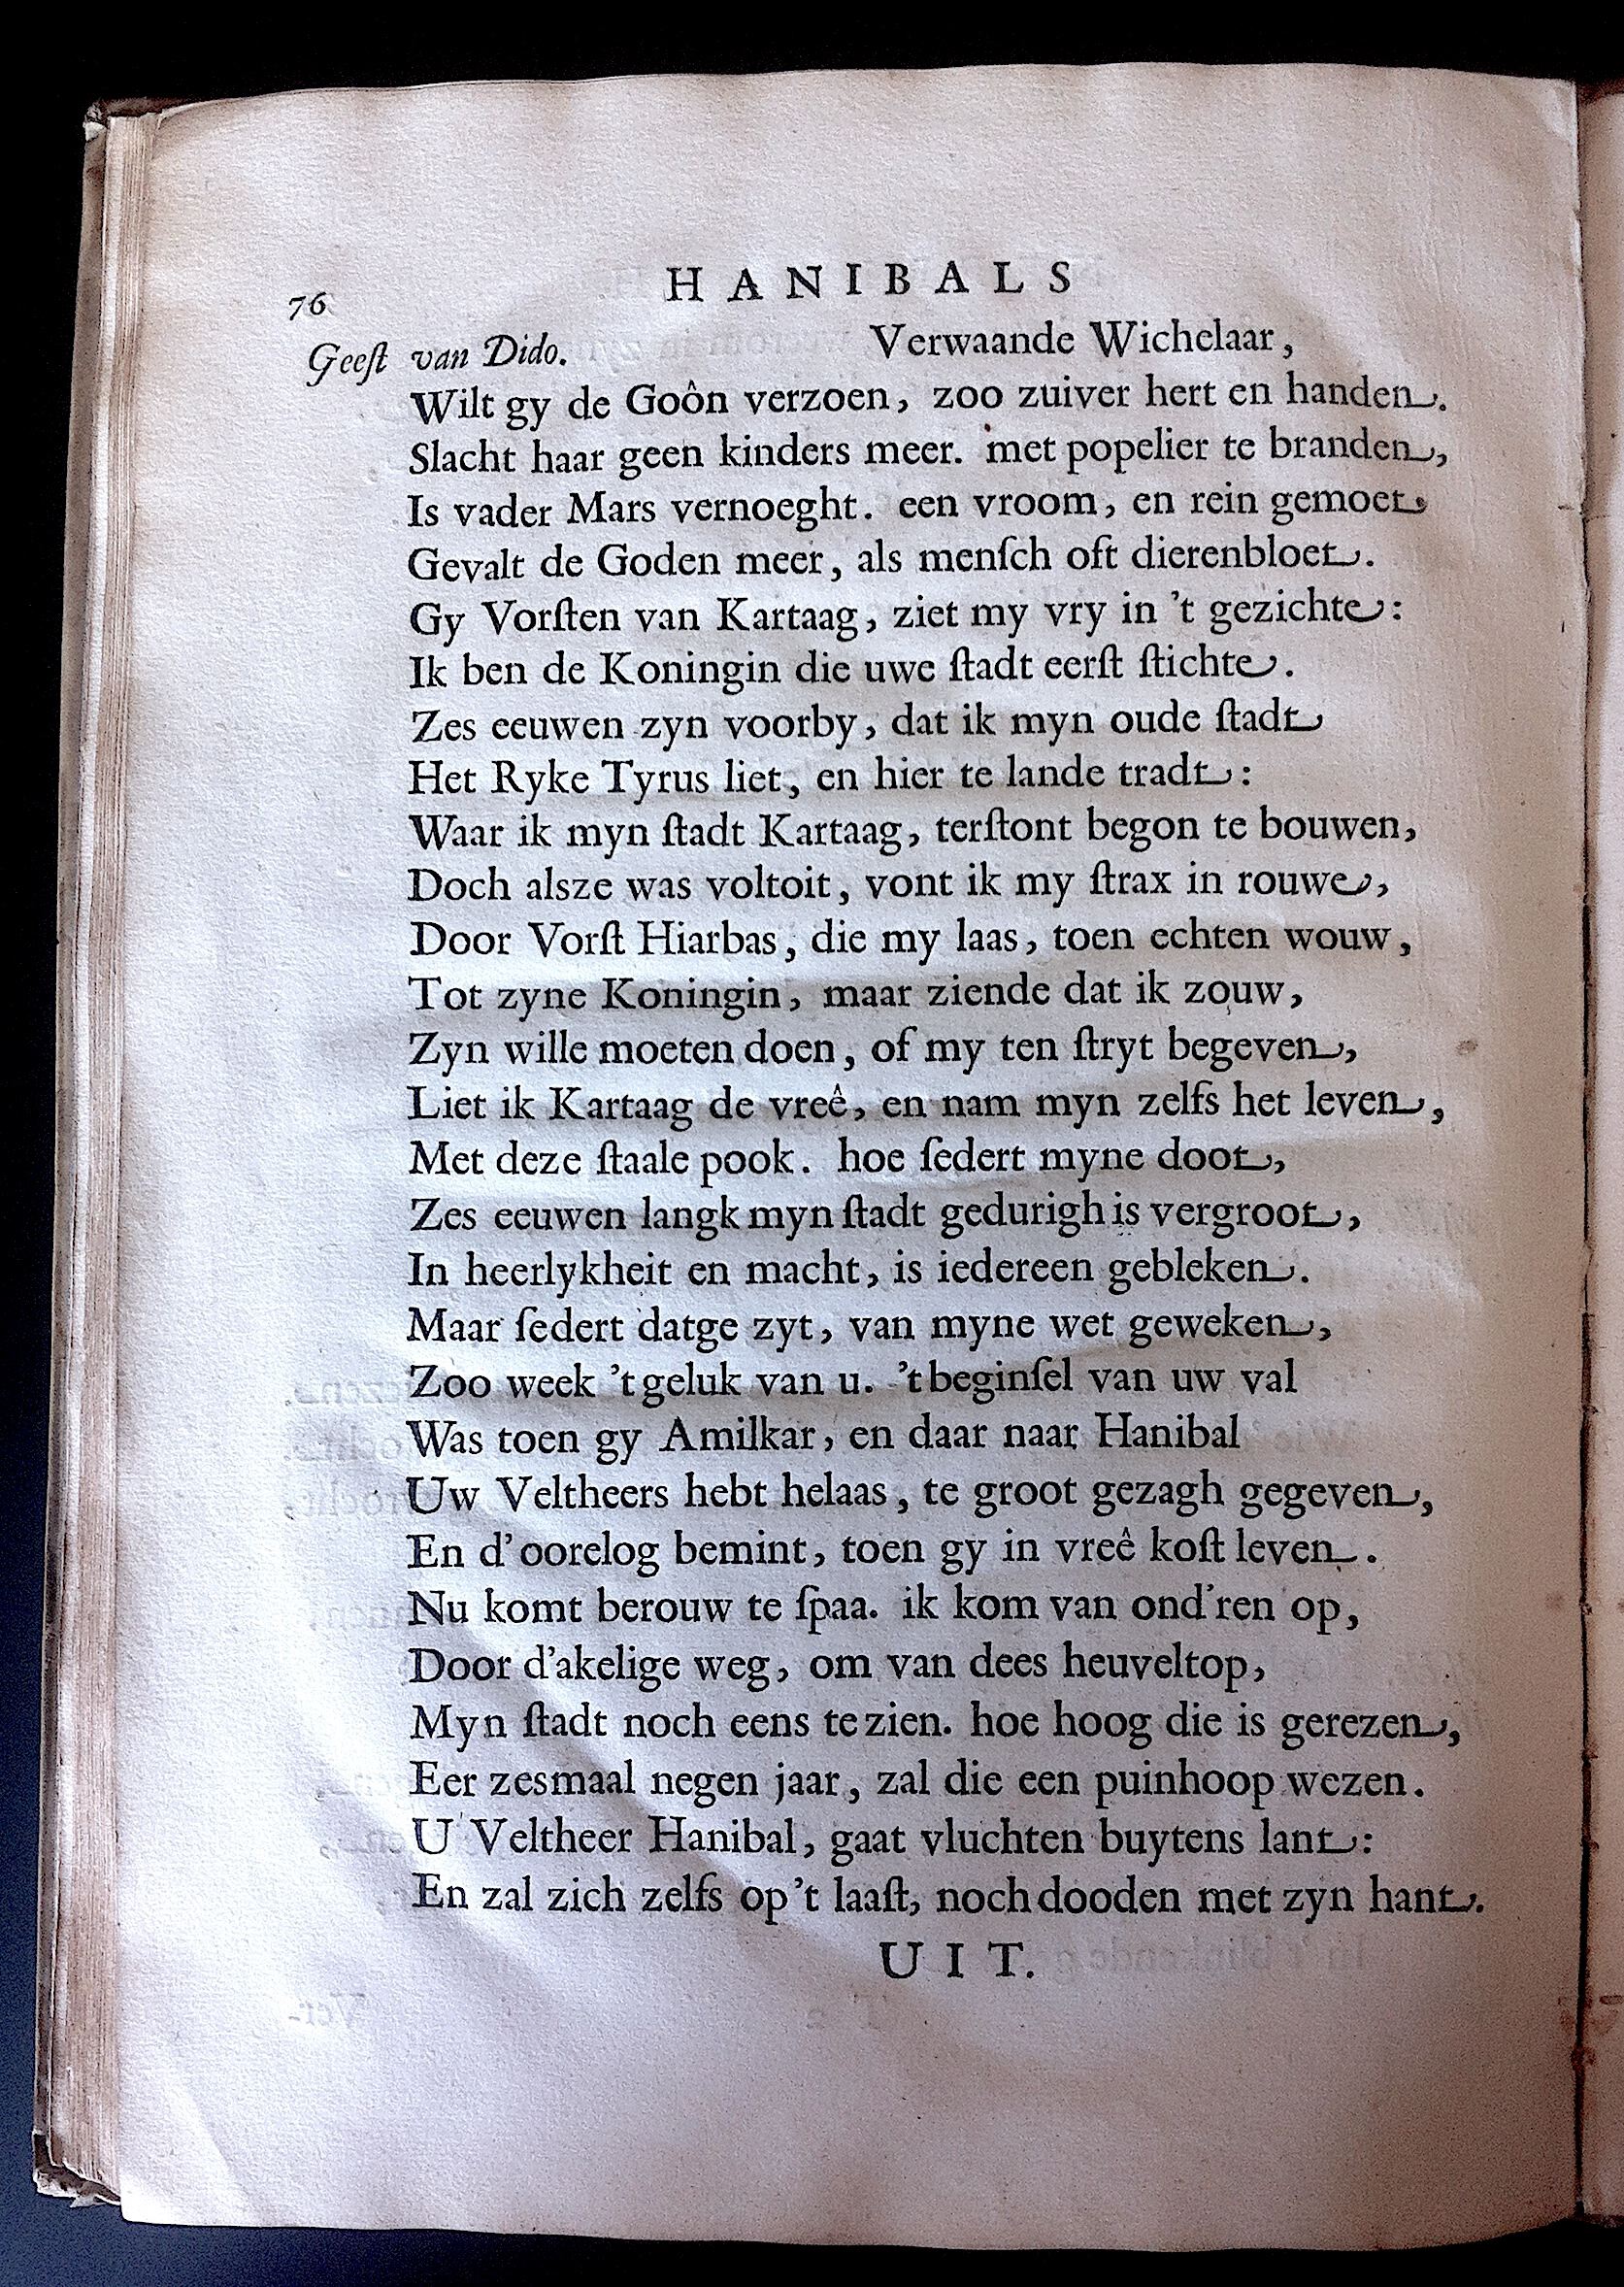 HANIBALS
76
Geeſt van Dido. Verwaande Wichelaar,
Wilt gy de Goôn verzoen, zoo zuiver hert en handen.
Slacht haar geen kinders meer. met popelier te branden,
Is vader Mars vernoeght. een vroom, en rein gemoet
Gevalt de Goden meer, als menſch oft dierenbloet.
Gy Vorſten van Kartaag, ziet my vry in 't gezichte:
Ik ben de Koningin die uwe ſtadt eerſt ſtichte.
Zes eeuwen zyn voorby, dat ik myn oude ſtadt
Het Ryke Tyrus liet, en hier te lande tradt:
Waar ik myn ſtadt Kartaag, terſtont begon te bouwen,
Doch alsze was voltoit, vont ik my ſtrax in rouwe,
Door Vorſt Hiarbas, die my laas, toen echten wouw,
Tot zyne Koningin, maar ziende dat ik zouw,
Zyn wille moeten doen, of my ten ſtryt begeven,
Liet ik Kartaag de vreê, en nam myn zelfs het leven,
Met deze ſtaale pook. hoe ſedert myne doot,
Zes eeuwen langk myn ſtadt gedurigh is vergroot,
In heerlykheit en macht, is iedereen gebleken.
Maar ſedert datge zyt, van myne wet geweken,
Zoo week 't geluk van u. 't beginſel van uw val
Was toen gy Amilkar, en daar naar Hanibal
Uw Veltheers hebt helaas, te groot gezagh gegeven,
En d'oorelog bemint, toen gy in vreê koſt leven.
Nu komt berouw te ſpaa. ik kom van ond'ren op,
Door d'akelige weg, om van dees heuveltop,
Myn ſtadt noch eens te zien. hoe hoog die is gerezen,
Eer zesmaal negen jaar, zal die een puinhoop wezen.
U Veltheer Hanibal, gaat vluchten buytens lant:
En zal zich zelfs op't laaſt, noch dooden met zyn hant.
UIT.